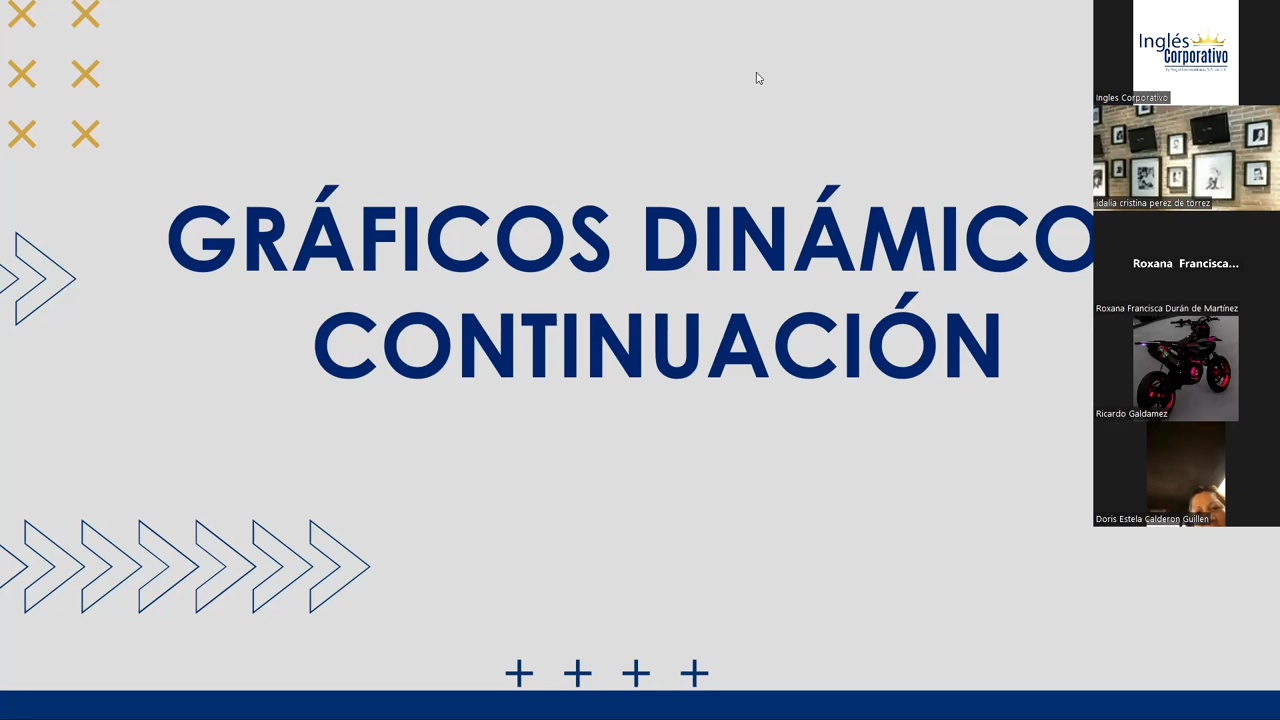 GRÁFICOS DINÁMICO
CONTINUACIÓN
Inglés
Corporativo
Ingles Corporativo
idalia cristina perez de torrez
Roxana Francisca...
Roxana Francisca Durán de Martínez
Ricardo Galdamez
Doris Estela Calderon Guillen